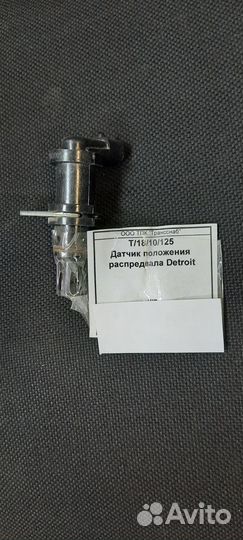 ООО ТПК "Трансснаб"
Т/18/10/125
Датчик положения
распредвала Detroit
Avito